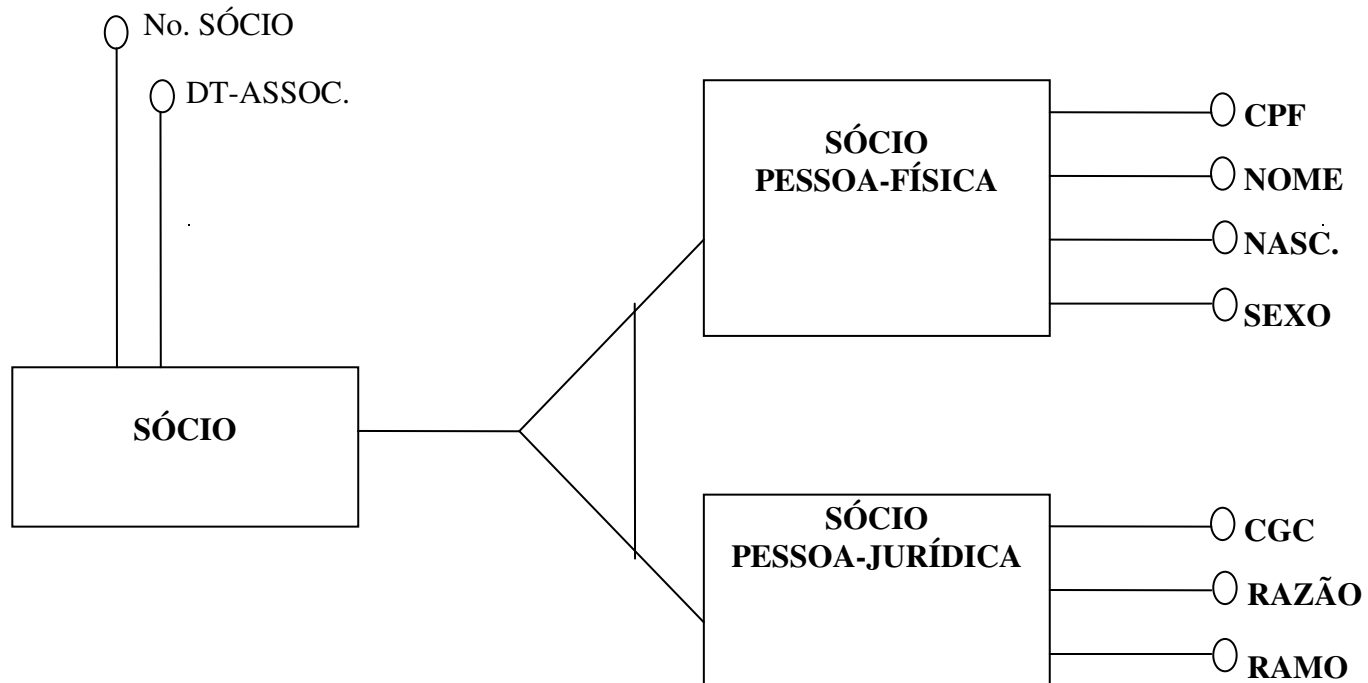 No. SÓCIO
DT-ASSOC.
SÓCIO
SÓCIO
PESSOA-FÍSICA
CPF
NOME
NASC.
SEXO
SÓCIO
PESSOA-JURÍDICA
CGC
RAZÃO
RAMO